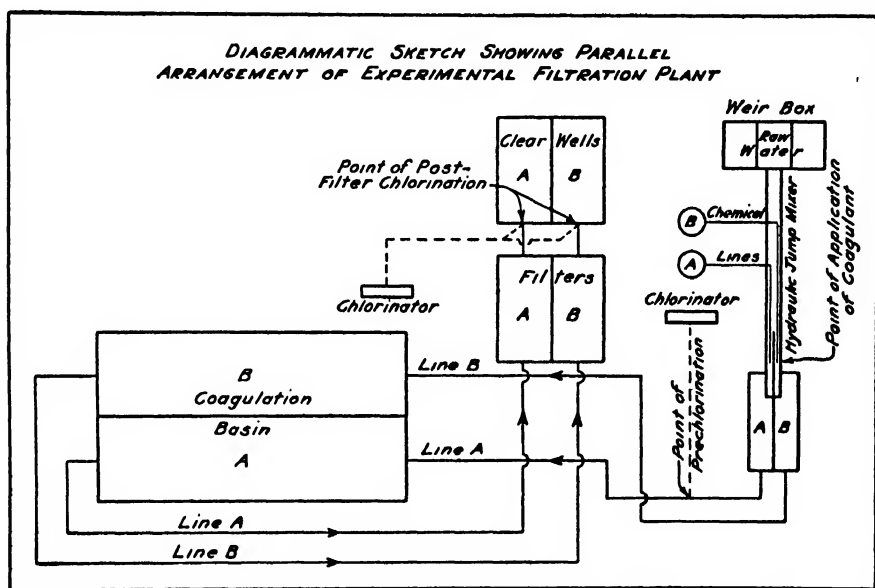 DIAGRAMMATIC SKETCH SHOWING PARALLEL
ARRANGEMENT OF EXPERIMENTAL FILTRATION PLANT
Weir Box
Raw
Water
Clear Wells
A B
Point of Post-
Filter Chlorination
B Chemical
A Lines
Hydraulic Jump Mixer
Point of Application
of Coagulant
Filters
A B
Chlorinator
Chlorinator
Point of
Prechlorination
A B
B
Coagulation
Basin
A
Line B
Line A
Line A
Line B